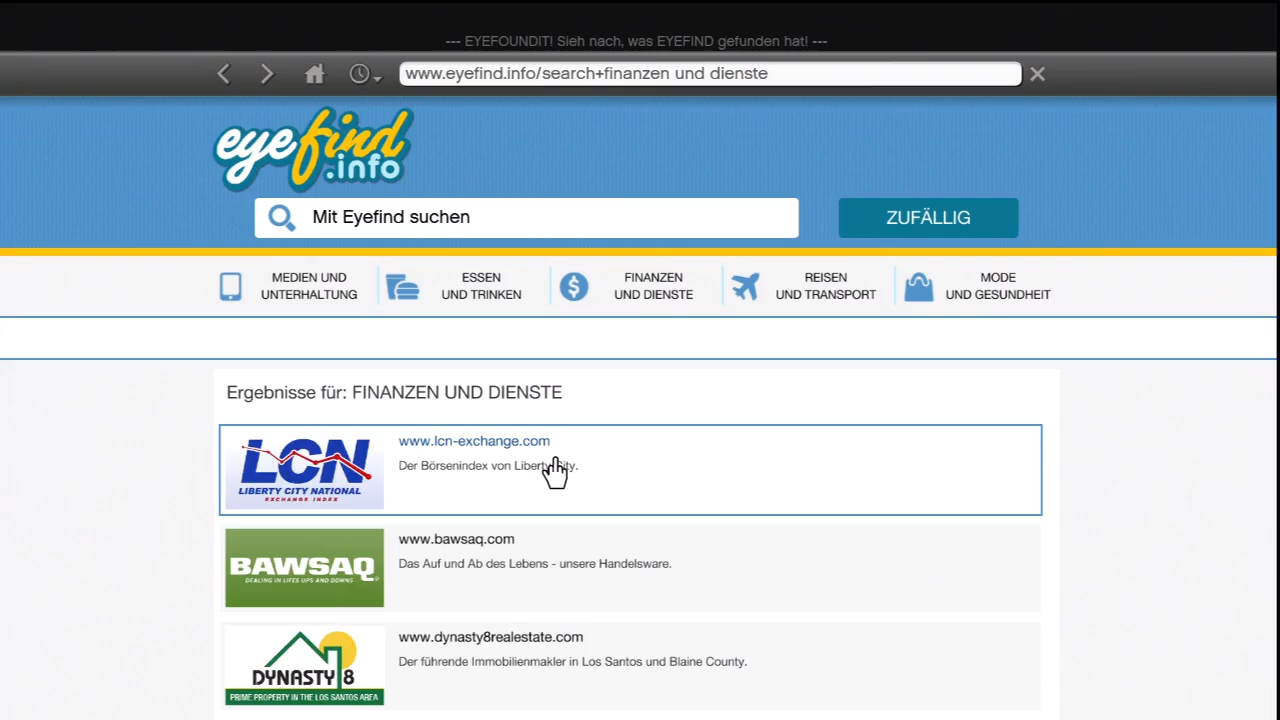 --- EYEFOUNDIT! Sieh nach, was EYEFIND gefunden hat! ---
www.eyefind.info/search+finanzen und dienste
eyefind
.info
Mit Eyefind suchen
ZUFÄLLIG
MEDIEN UND
UNTERHALTUNG
ESSEN
UND TRINKEN
FINANZEN
UND DIENSTE
REISEN
UND TRANSPORT
MODE
UND GESUNDHEIT
Ergebnisse für: FINANZEN UND DIENSTE
LCN
LIBERTY CITY NATIONAL
EXCHANGE INDEX
www.lcn-exchange.com
Der Börsenindex von Liberty City.
BAWSAQ
DEALING IN LIFES UPS AND DOWNS
www.bawsaq.com
Das Auf und Ab des Lebens - unsere Handelsware.
DYNASTY 8
PRIME PROPERTY IN THE LOS SANTOS AREA
www.dynasty8realestate.com
Der führende Immobilienmakler in Los Santos und Blaine County.